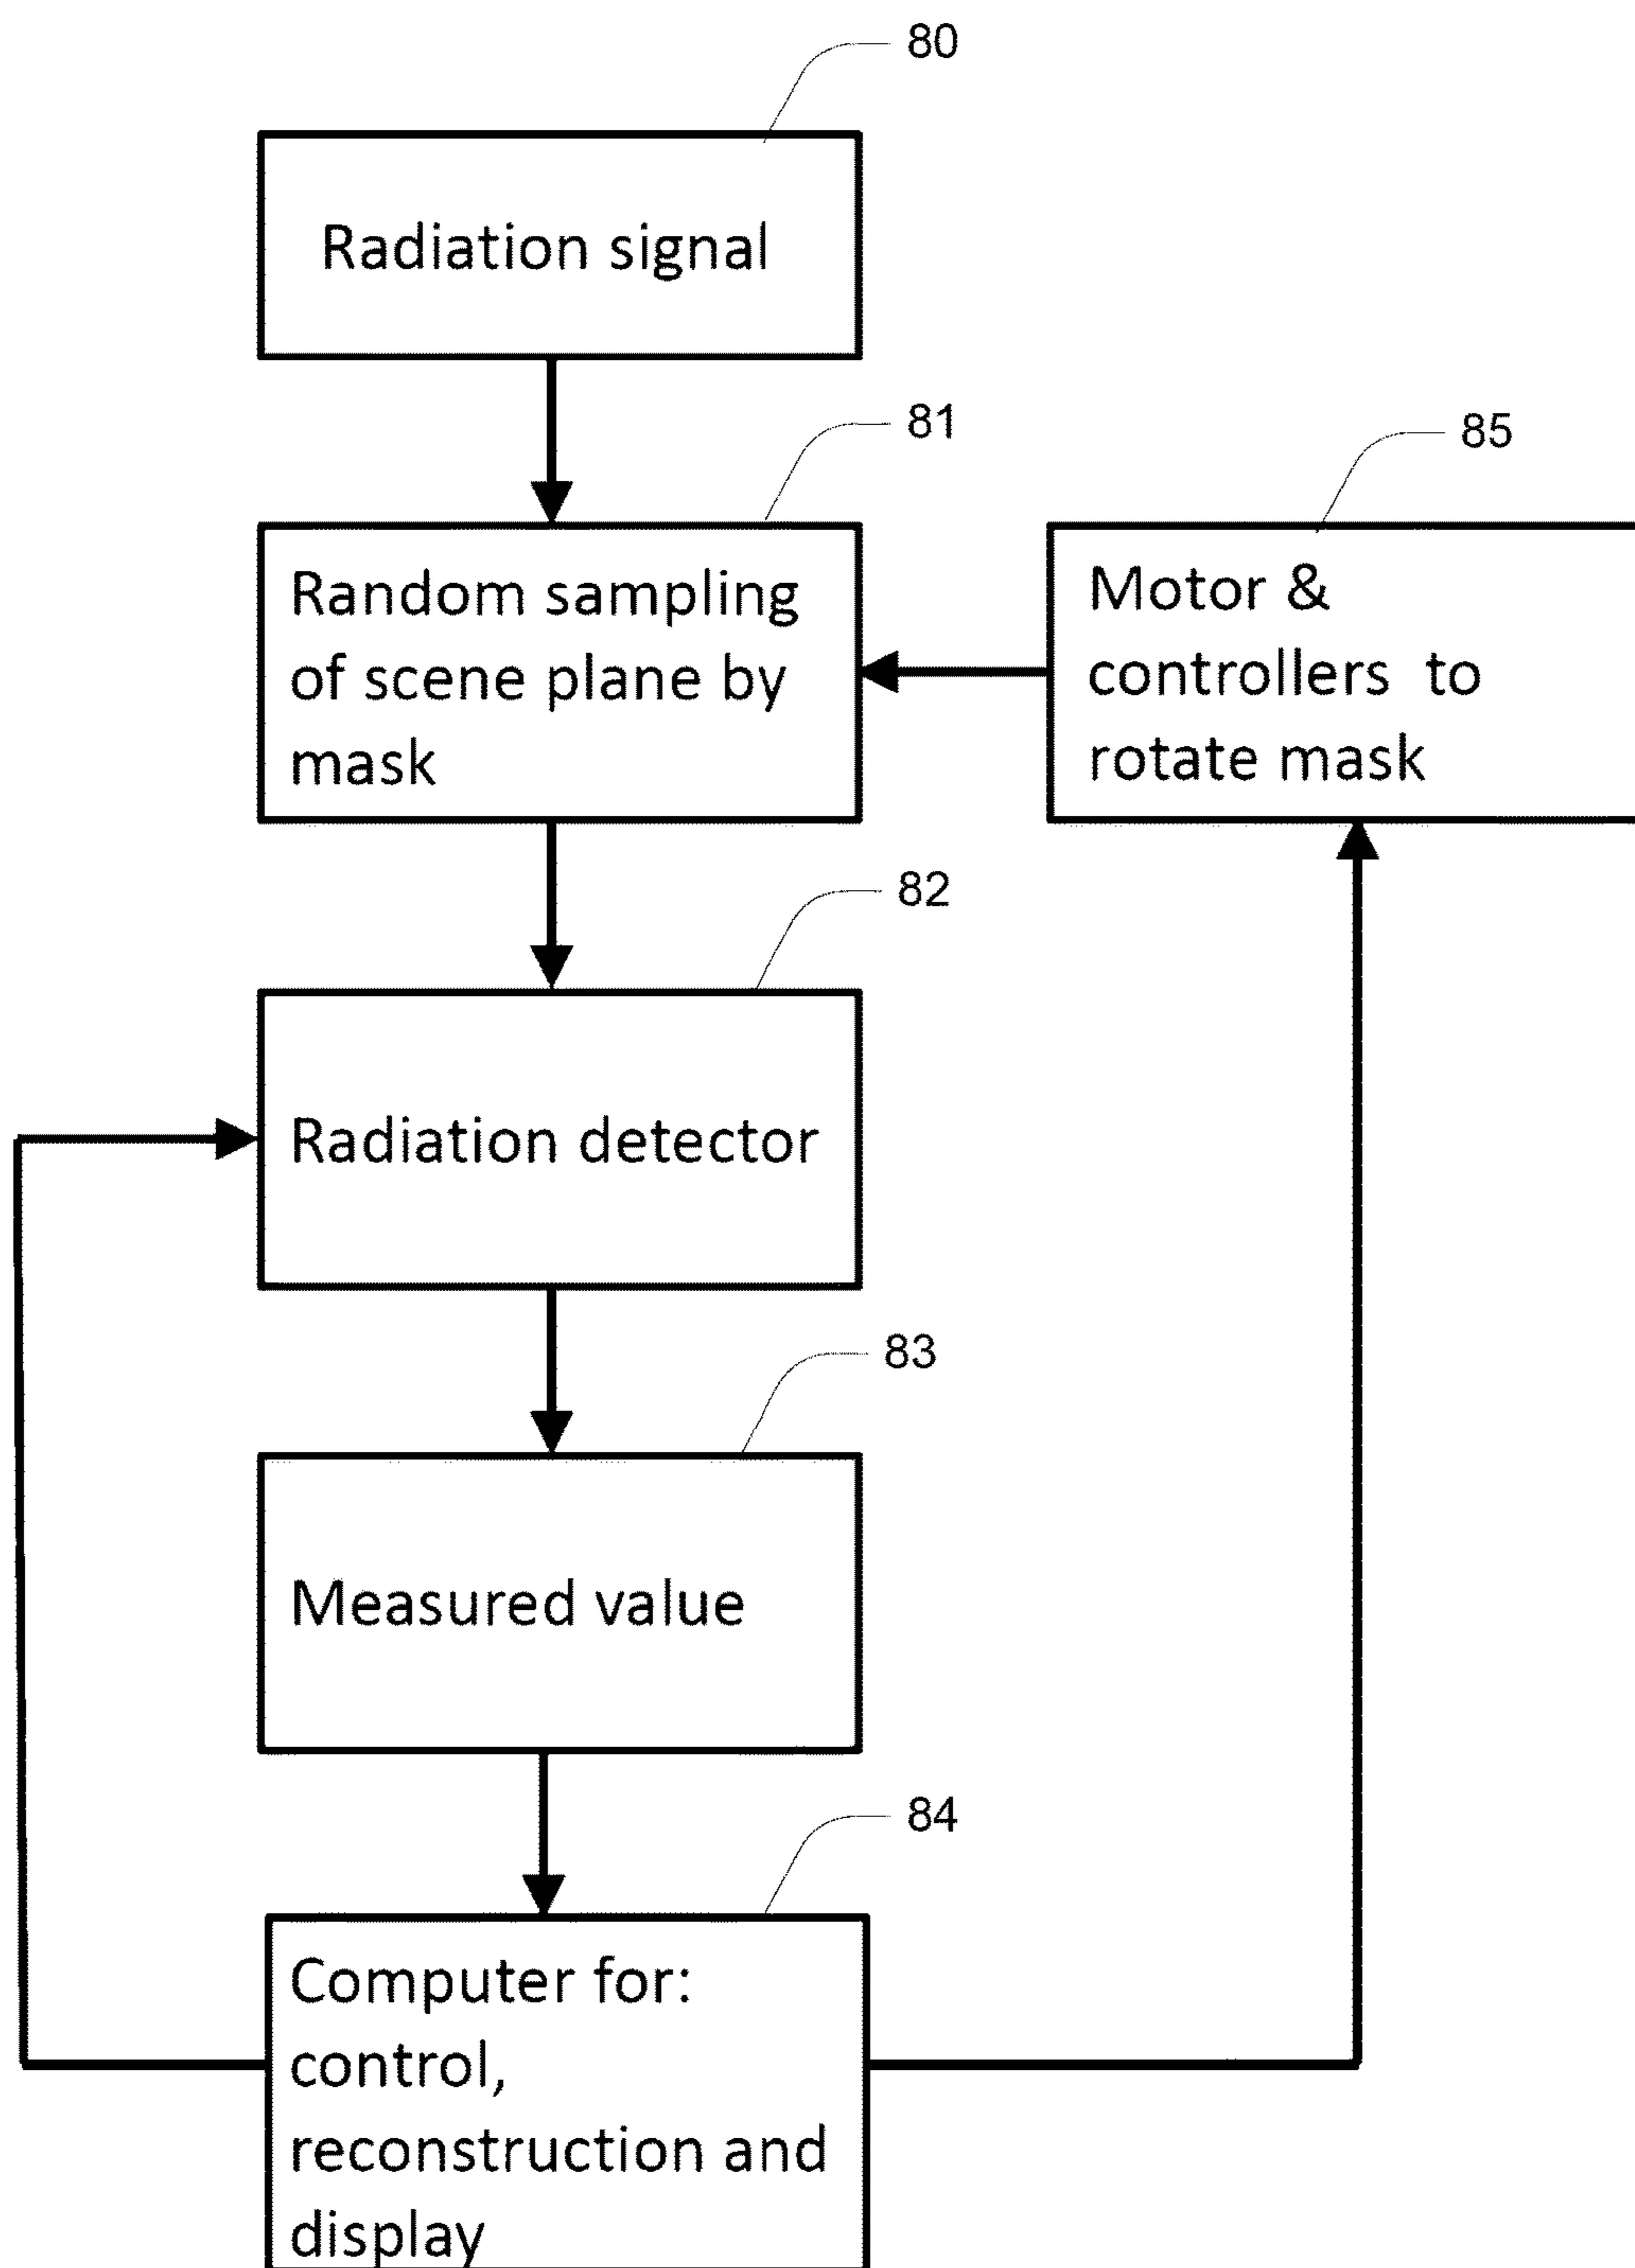 80
Radiation signal
81
Random sampling
of scene plane by
mask
85
Motor &
controllers to
rotate mask
82
Radiation detector
83
Measured value
84
Computer for:
control,
reconstruction and
display